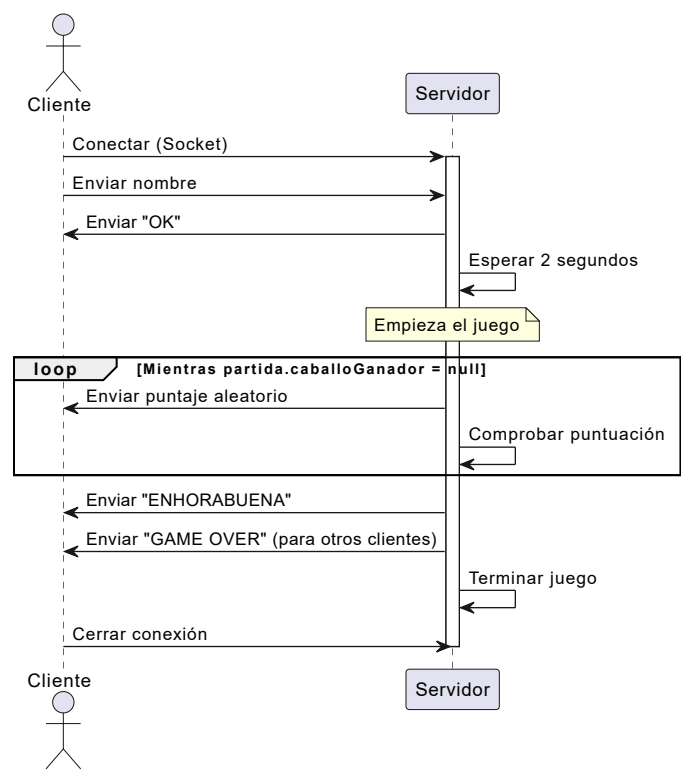 Cliente
Servidor
Conectar (Socket)
Enviar nombre
Enviar "OK"
Esperar 2 segundos
Empieza el juego
loop [Mientras partida.caballoGanador = null]
Enviar puntaje aleatorio
Comprobar puntuación
Enviar "ENHORABUENA"
Enviar "GAME OVER" (para otros clientes)
Terminar juego
Cerrar conexión
Cliente
Servidor